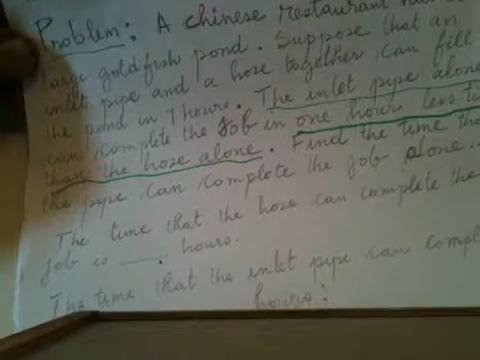 Problem: A chinese restaurant
large goldfish pond. Suppose that an
inlet pipe and a hose together can fill
the pond in 7 hours. The inlet pipe alone
can complete the job in one hour less
than the hose alone. Find the time
the pipe can complete the job alone..
The time that the hose can complete the
job is ____. hours.
The time that the inlet pipe can
hours: